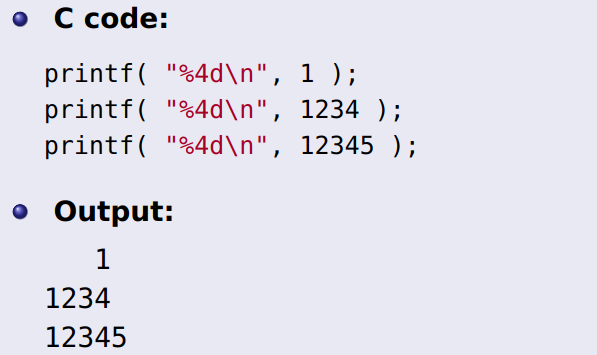 C code:
printf( "%4d\n", 1 );
printf( "%4d\n", 1234 );
printf( "%4d\n", 12345 );
Output:
   1
1234
12345